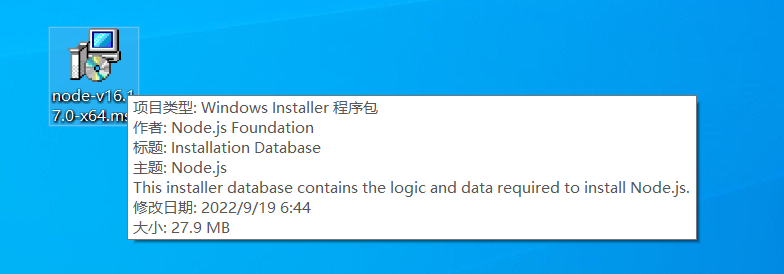 node-v16.1
7.0-x64.ms
项目类型: Windows Installer 程序包
作者: Node.js Foundation
标题: Installation Database
主题: Node.js
This installer database contains the logic and data required to install Node.js.
修改日期: 2022/9/19 6:44
大小: 27.9 MB